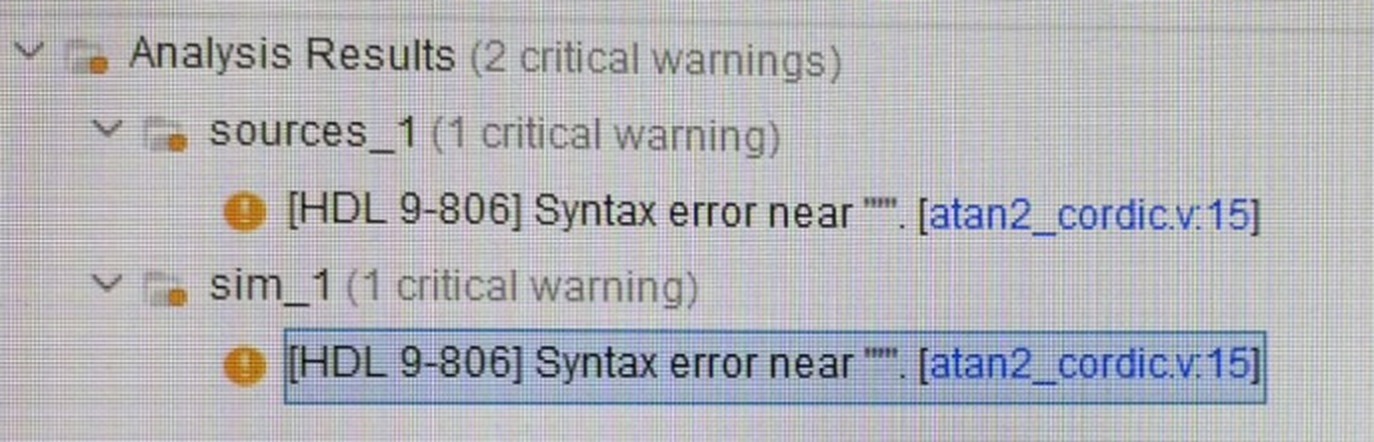 Analysis Results (2 critical warnings)
sources_1 (1 critical warning)
[HDL 9-806] Syntax error near """. [atan2_cordic.v:15]
sim_1 (1 critical warning)
[HDL 9-806] Syntax error near """. [atan2_cordic.v:15]